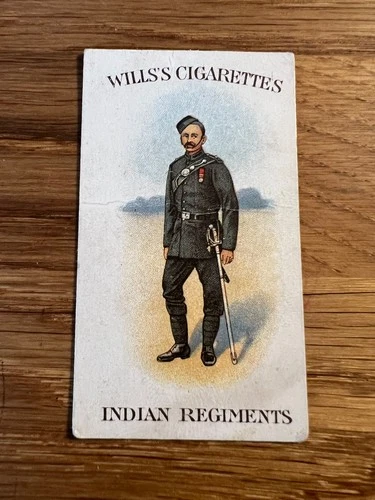 WILLS'S CIGARETTES
INDIAN REGIMENTS